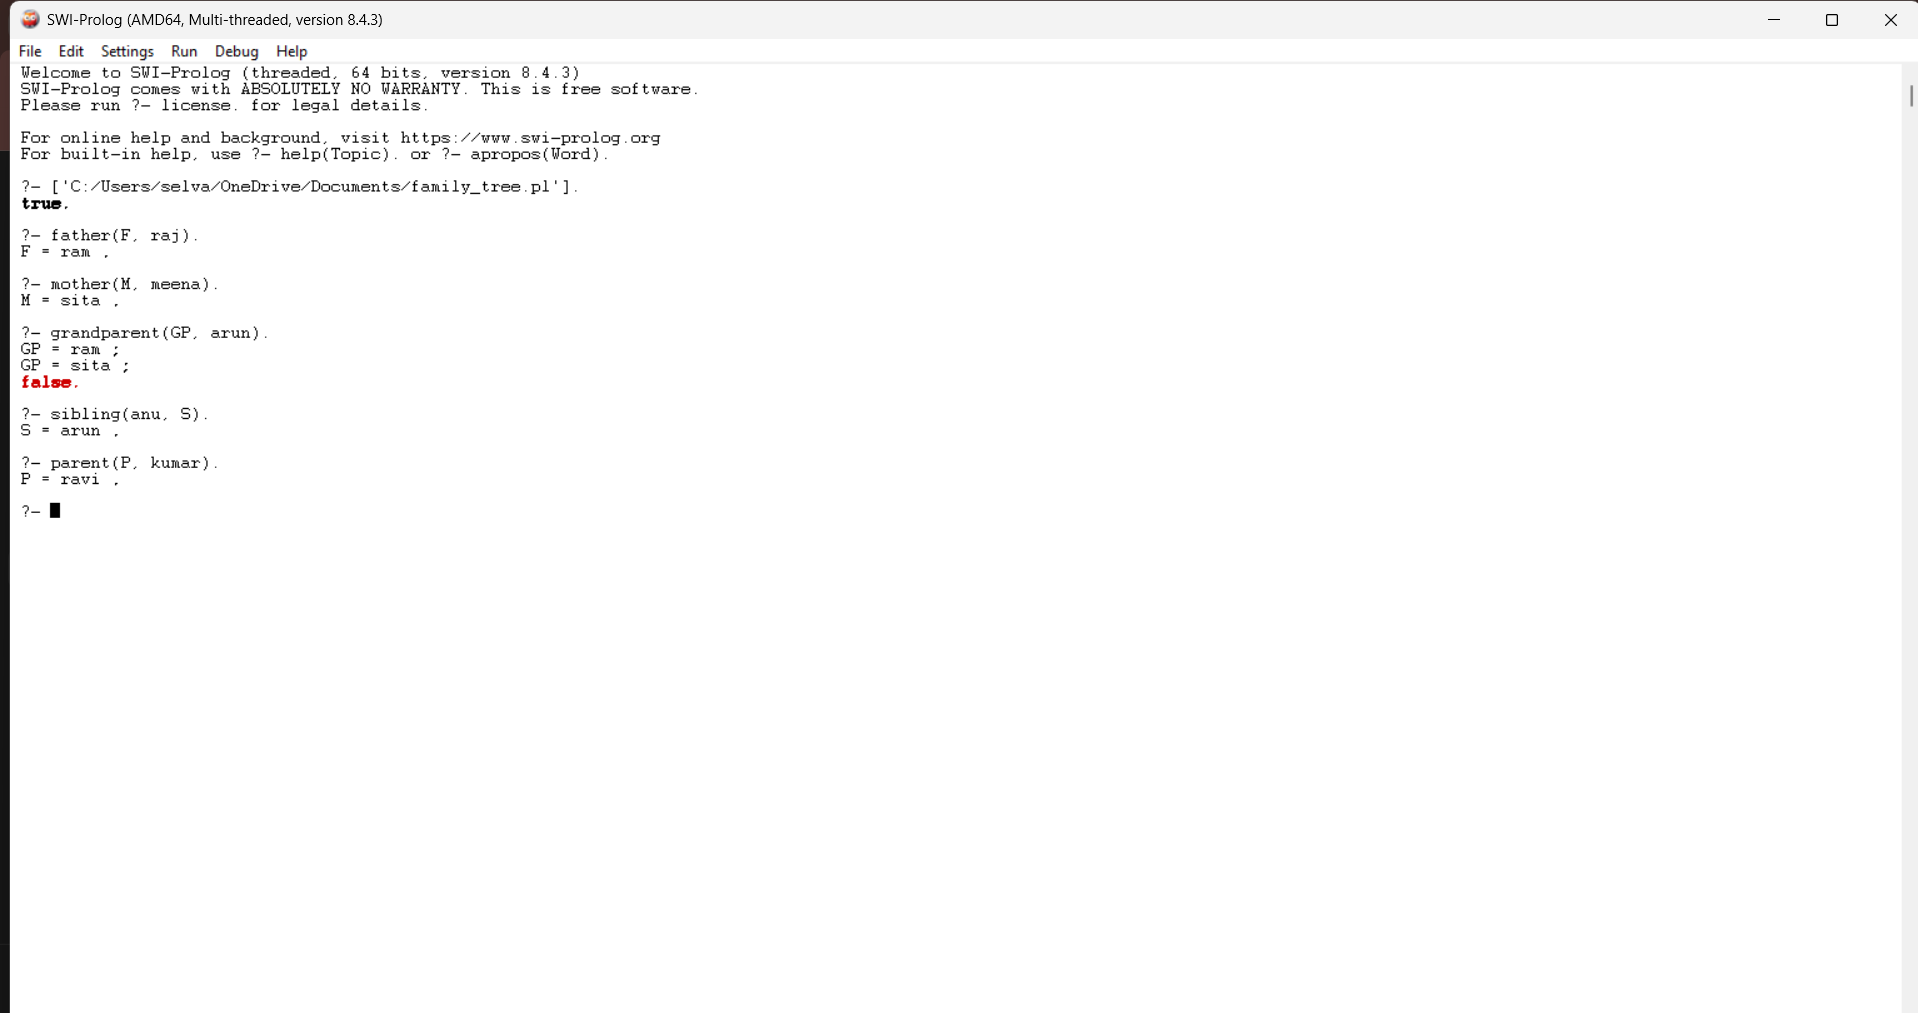 SWI-Prolog (AMD64, Multi-threaded, version 8.4.3)
File Edit Settings Run Debug Help
Welcome to SWI-Prolog (threaded, 64 bits, version 8.4.3)
SWI-Prolog comes with ABSOLUTELY NO WARRANTY. This is free software.
Please run ?- license. for legal details.
For online help and background, visit https://www.swi-prolog.org
For built-in help, use ?- help(Topic). or ?- apropos(Word).
?- ['C:/Users/selva/OneDrive/Documents/family_tree.pl'].
true.
?- father(F, raj).
F = ram .
?- mother(M, meena).
M = sita .
?- grandparent(GP, arun).
GP = ram ;
GP = sita ;
false.
?- sibling(anu, S).
S = arun .
?- parent(P, kumar).
P = ravi .
?-